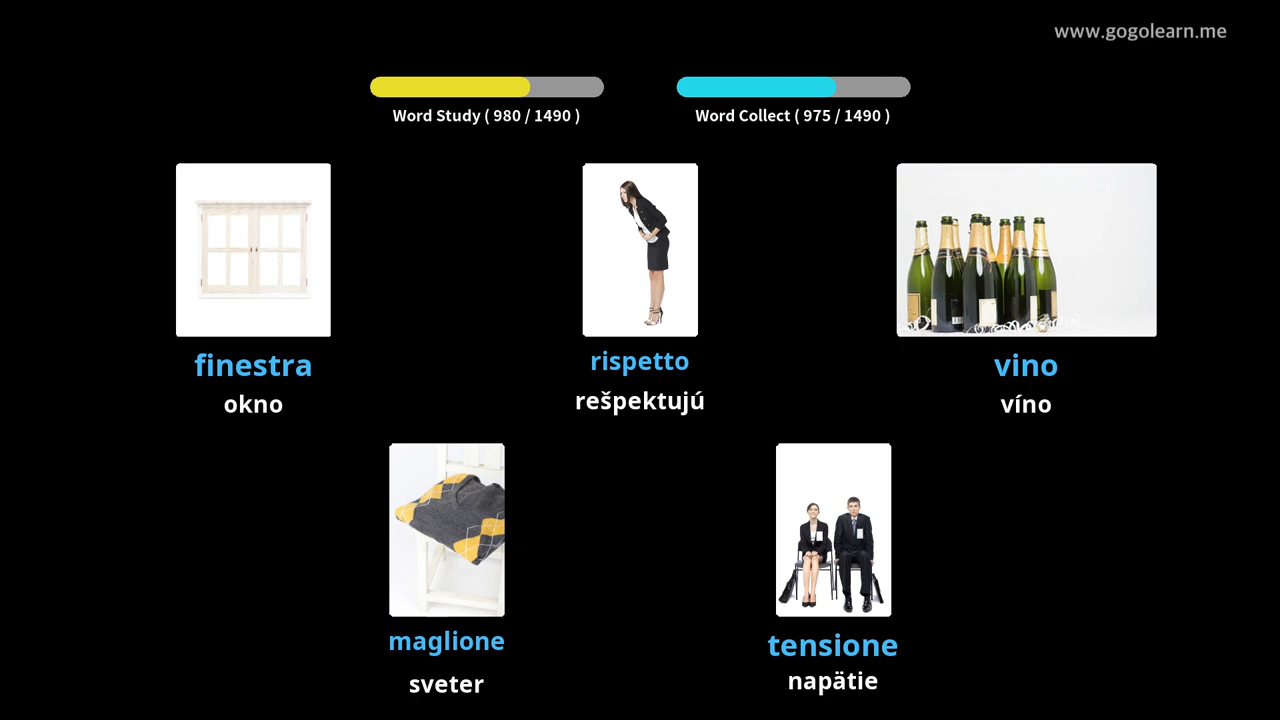 www.gogolearn.me
Word Study ( 980 / 1490 )
Word Collect ( 975 / 1490 )
finestra
okno
rispetto
rešpektujú
vino
víno
maglione
sveter
tensione
napätie